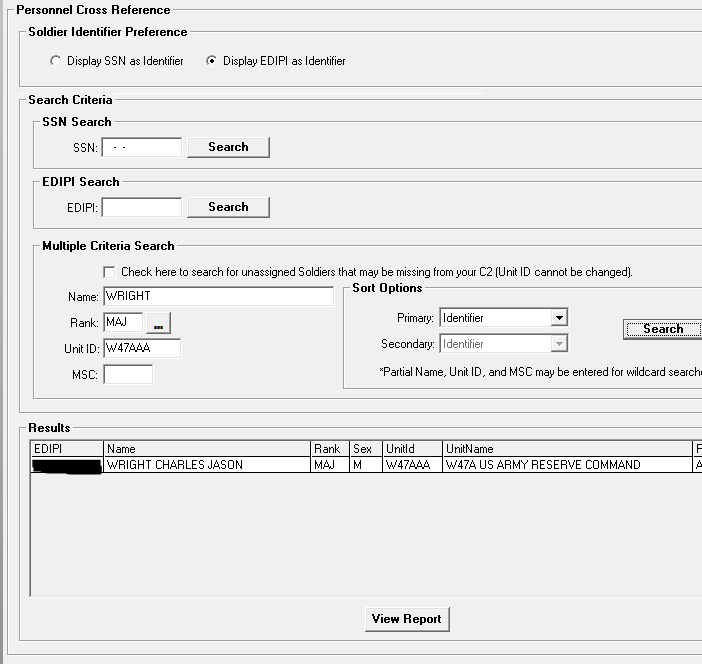 Personnel Cross Reference
Soldier Identifier Preference
Display SSN as Identifier Display EDIPI as Identifier
Search Criteria
SSN Search
SSN: - - Search
EDIPI Search
EDIPI: Search
Multiple Criteria Search
Check here to search for unassigned Soldiers that may be missing from your C2 (Unit ID cannot be changed).
Name: WRIGHT
Rank: MAJ ...
Unit ID: W47AAA
MSC:
Sort Options
Primary: Identifier
Secondary: Identifier
Search
*Partial Name, Unit ID, and MSC may be entered for wildcard searche
Results
EDIPI Name Rank Sex UnitId UnitName
WRIGHT CHARLES JASON MAJ M W47AAA W47A US ARMY RESERVE COMMAND A
View Report